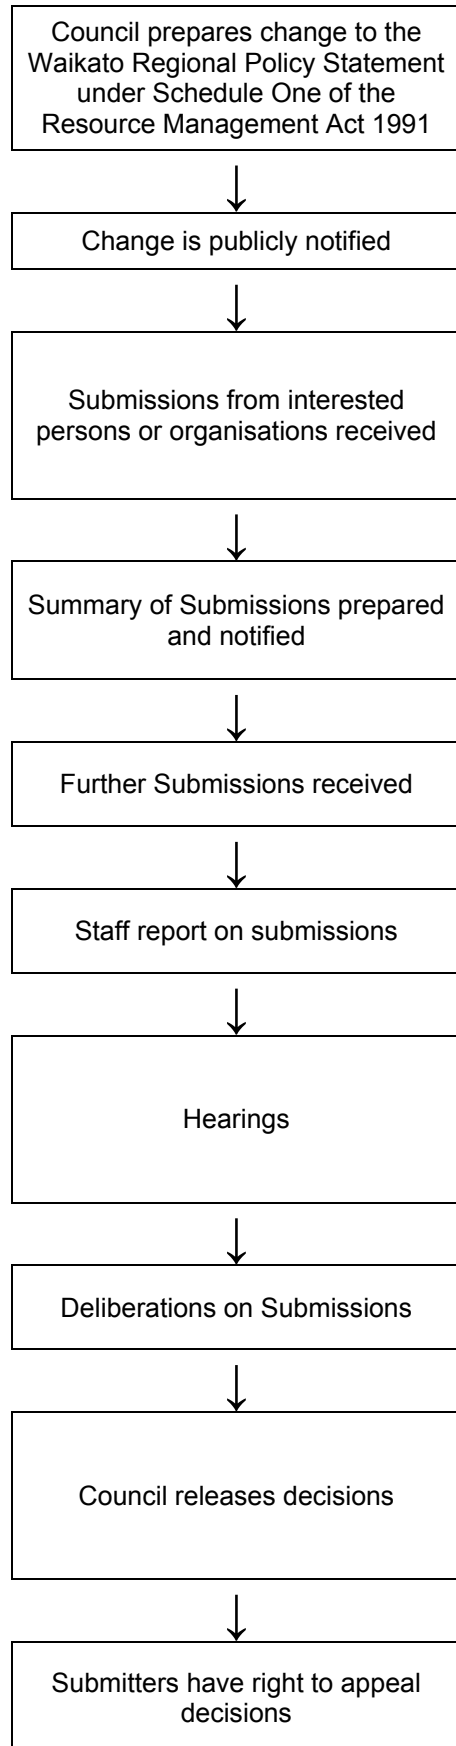 Council prepares change to the
Waikato Regional Policy Statement
under Schedule One of the
Resource Management Act 1991
Change is publicly notified
Submissions from interested
persons or organisations received
Summary of Submissions prepared
and notified
Further Submissions received
Staff report on submissions
Hearings
Deliberations on Submissions
Council releases decisions
Submitters have right to appeal
decisions